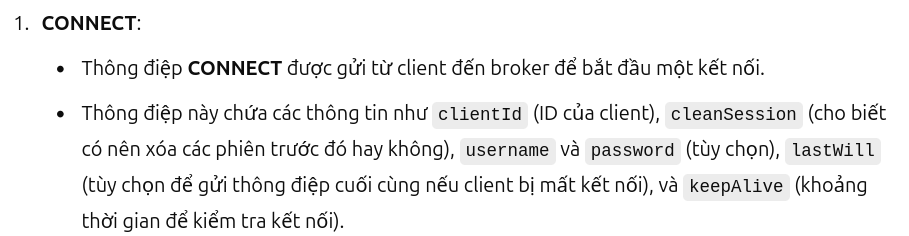 1. CONNECT:
• Thông điệp CONNECT được gửi từ client đến broker để bắt đầu một kết nối.
• Thông điệp này chứa các thông tin như clientId (ID của client), cleanSession (cho biết
có nên xóa các phiên trước đó hay không), username và password (tùy chọn), lastWill
(tùy chọn để gửi thông điệp cuối cùng nếu client bị mất kết nối), và keepAlive (khoảng
thời gian để kiểm tra kết nối).